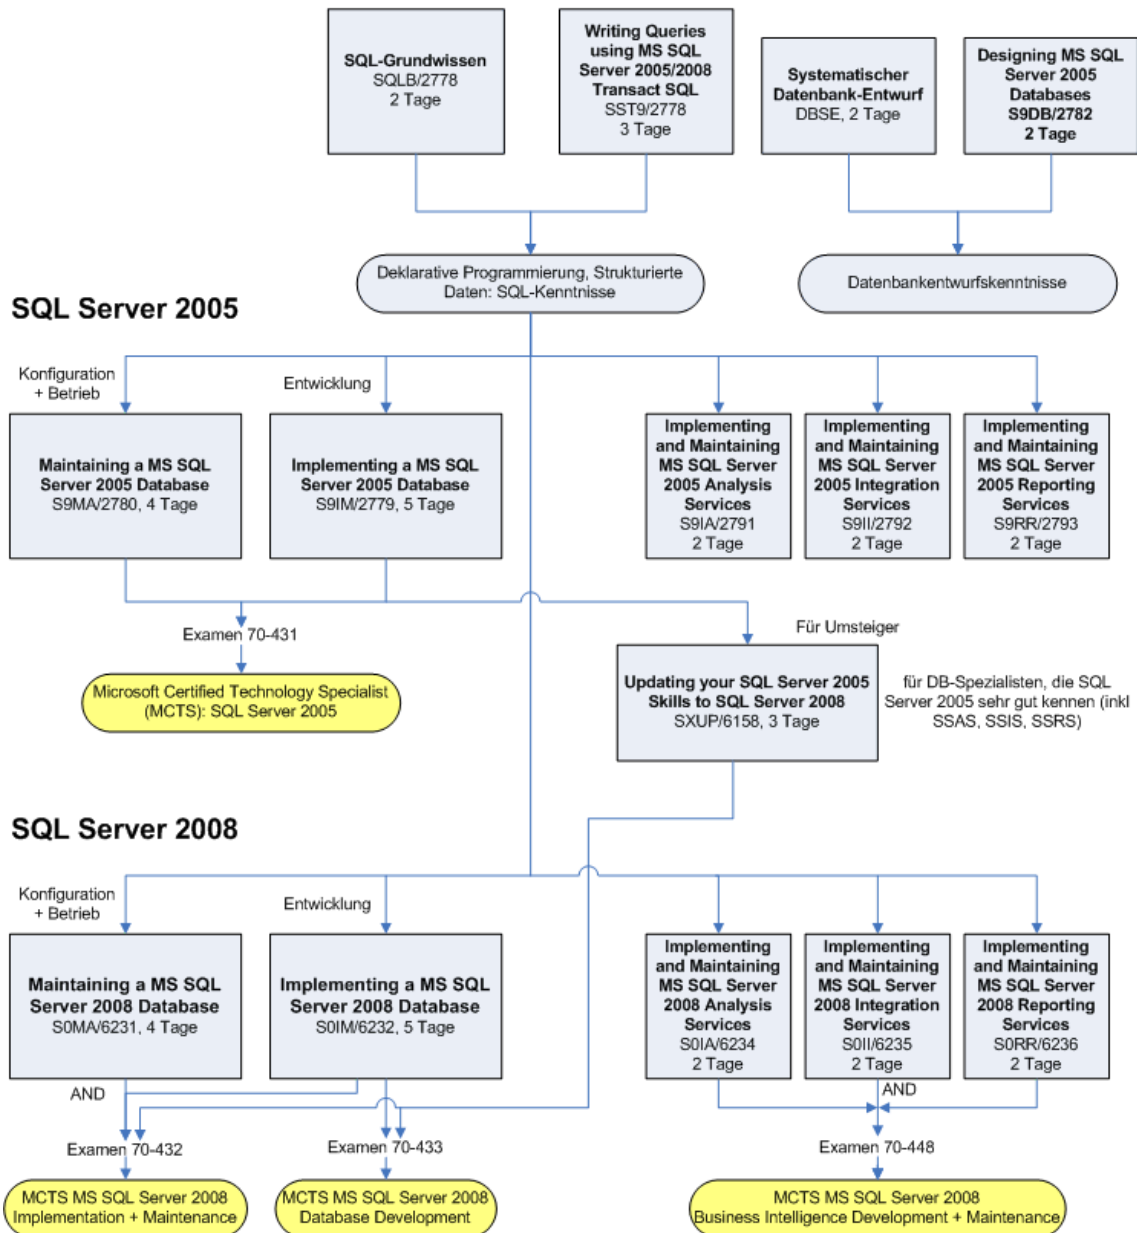 SQL-Grundwissen
SQLB/2778
2 Tage
Writing Queries
using MS SQL
Server 2005/2008
Transact SQL
SST9/2778
3 Tage
Systematischer
Datenbank-Entwurf
DBSE, 2 Tage
Designing MS SQL
Server 2005
Databases
S9DB/2782
2 Tage
Deklarative Programmierung, Strukturierte
Daten: SQL-Kenntnisse
Datenbankentwurfskenntnisse
SQL Server 2005
Konfiguration
+ Betrieb
Entwicklung
Maintaining a MS SQL
Server 2005 Database
S9MA/2780, 4 Tage
Implementing a MS SQL
Server 2005 Database
S9IM/2779, 5 Tage
Implementing
and Maintaining
MS SQL Server
2005 Analysis
Services
S9IA/2791
2 Tage
Implementing
and Maintaining
MS SQL Server
2005 Integration
Services
S9II/2792
2 Tage
Implementing
and Maintaining
MS SQL Server
2005 Reporting
Services
S9RR/2793
2 Tage
Examen 70-431
Microsoft Certified Technology Specialist
(MCTS): SQL Server 2005
Für Umsteiger
Updating your SQL Server 2005
Skills to SQL Server 2008
SXUP/6158, 3 Tage
für DB-Spezialisten, die SQL
Server 2005 sehr gut kennen (inkl
SSAS, SSIS, SSRS)
SQL Server 2008
Konfiguration
+ Betrieb
Entwicklung
Maintaining a MS SQL
Server 2008 Database
S0MA/6231, 4 Tage
Implementing a MS SQL
Server 2008 Database
S0IM/6232, 5 Tage
Implementing
and Maintaining
MS SQL Server
2008 Analysis
Services
S0IA/6234
2 Tage
Implementing
and Maintaining
MS SQL Server
2008 Integration
Services
S0II/6235
2 Tage
Implementing
and Maintaining
MS SQL Server
2008 Reporting
Services
S0RR/6236
2 Tage
AND
AND
Examen 70-432
Examen 70-433
Examen 70-448
MCTS MS SQL Server 2008
Implementation + Maintenance
MCTS MS SQL Server 2008
Database Development
MCTS MS SQL Server 2008
Business Intelligence Development + Maintenance